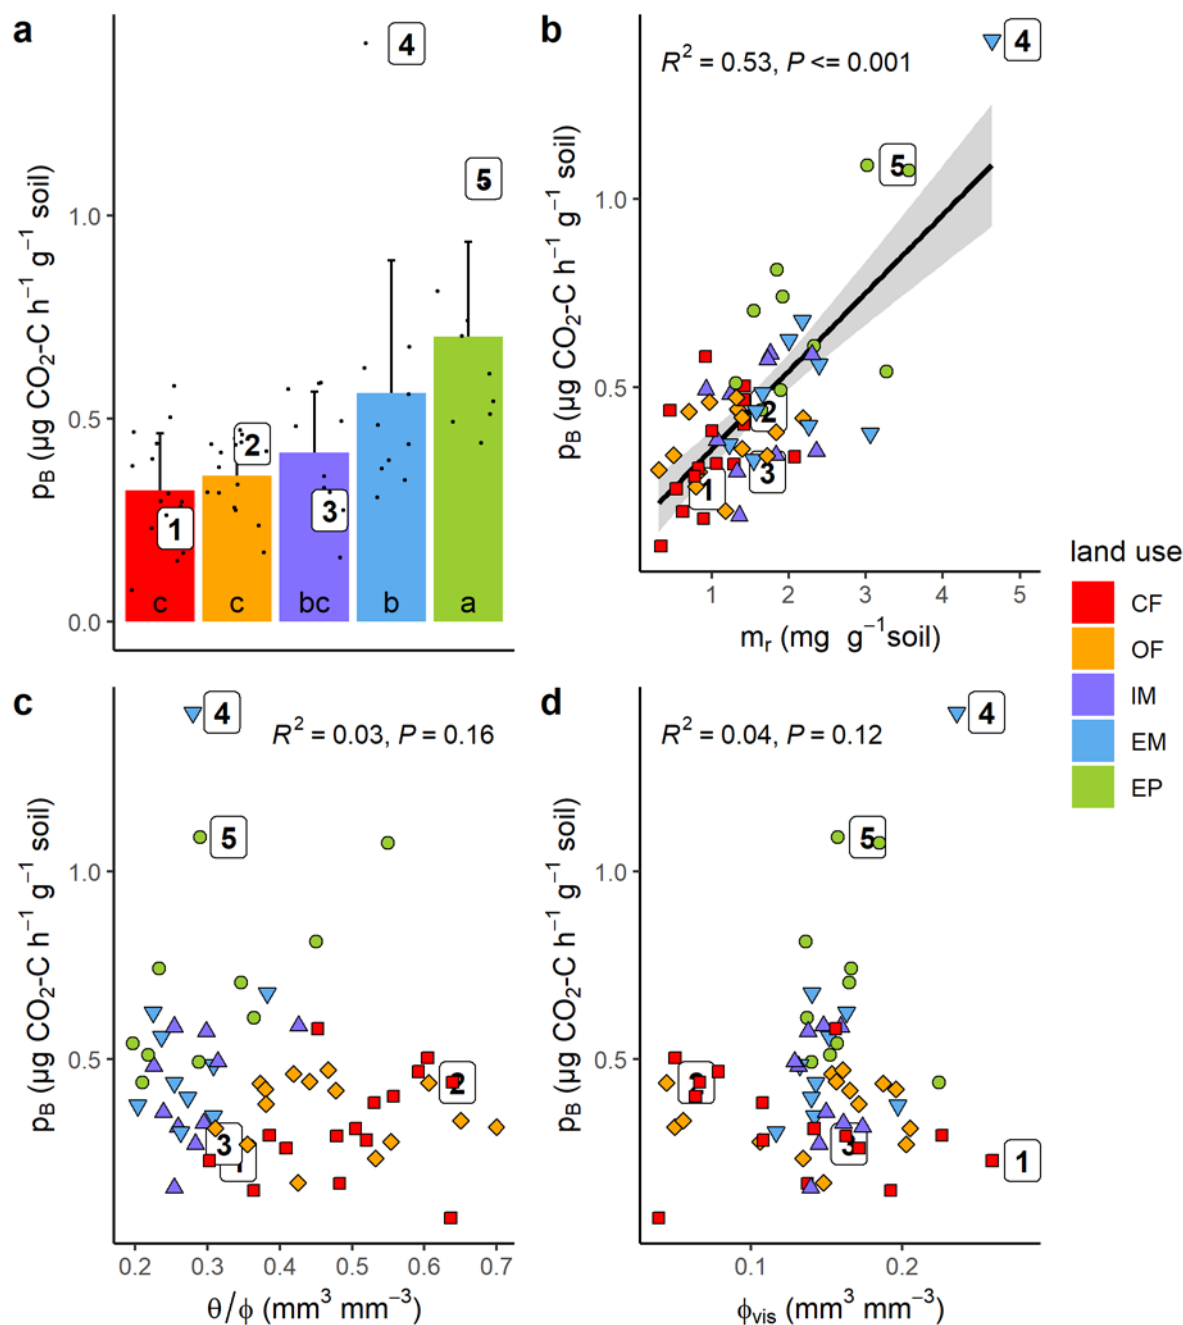 a
4
5
1.0
2
0.5
3
1
0.0
c c bc b a
pB (µg CO₂-C h⁻¹ g⁻¹ soil)
b
R² = 0.53, P <= 0.001
4
5
1.0
0.5
2
3
1
1 2 3 4 5
mr (mg g⁻¹soil)
pB (µg CO₂-C h⁻¹ g⁻¹ soil)
land use
CF
OF
IM
EM
EP
c
4
R² = 0.03, P = 0.16
5
1.0
0.5
2
3
1
0.2 0.3 0.4 0.5 0.6 0.7
θ/ϕ (mm³ mm⁻³)
pB (µg CO₂-C h⁻¹ g⁻¹ soil)
d
4
R² = 0.04, P = 0.12
5
1.0
0.5
2
3
1
0.1 0.2
ϕvis (mm³ mm⁻³)
pB (µg CO₂-C h⁻¹ g⁻¹ soil)